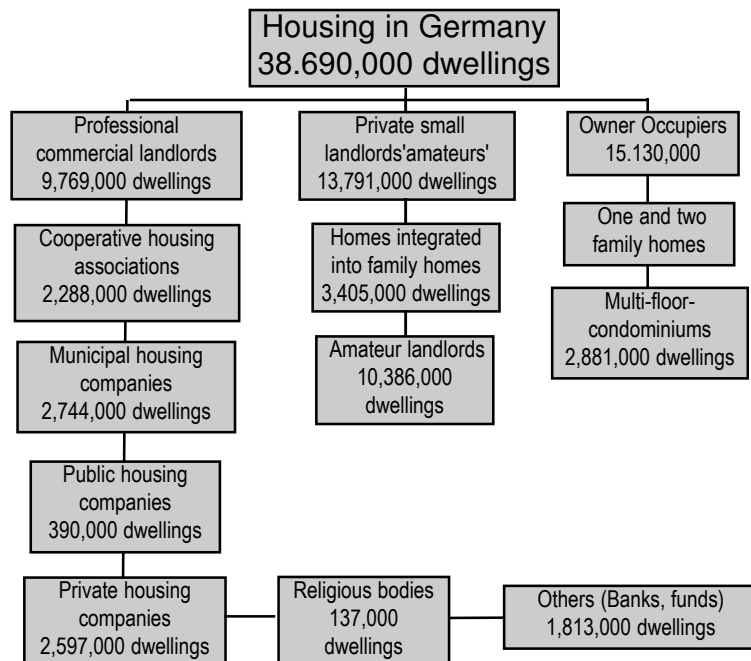 Housing in Germany
38.690,000 dwellings
Professional
commercial landlords
9,769,000 dwellings
Private small
landlords'amateurs'
13,791,000 dwellings
Owner Occupiers
15.130,000
Cooperative housing
associations
2,288,000 dwellings
Homes integrated
into family homes
3,405,000 dwellings
One and two
family homes
Municipal housing
companies
2,744,000 dwellings
Amateur landlords
10,386,000
dwellings
Multi-floor-
condominiums
2,881,000 dwellings
Public housing
companies
390,000 dwellings
Private housing
companies
2,597,000 dwellings
Religious bodies
137,000
dwellings
Others (Banks, funds)
1,813,000 dwellings